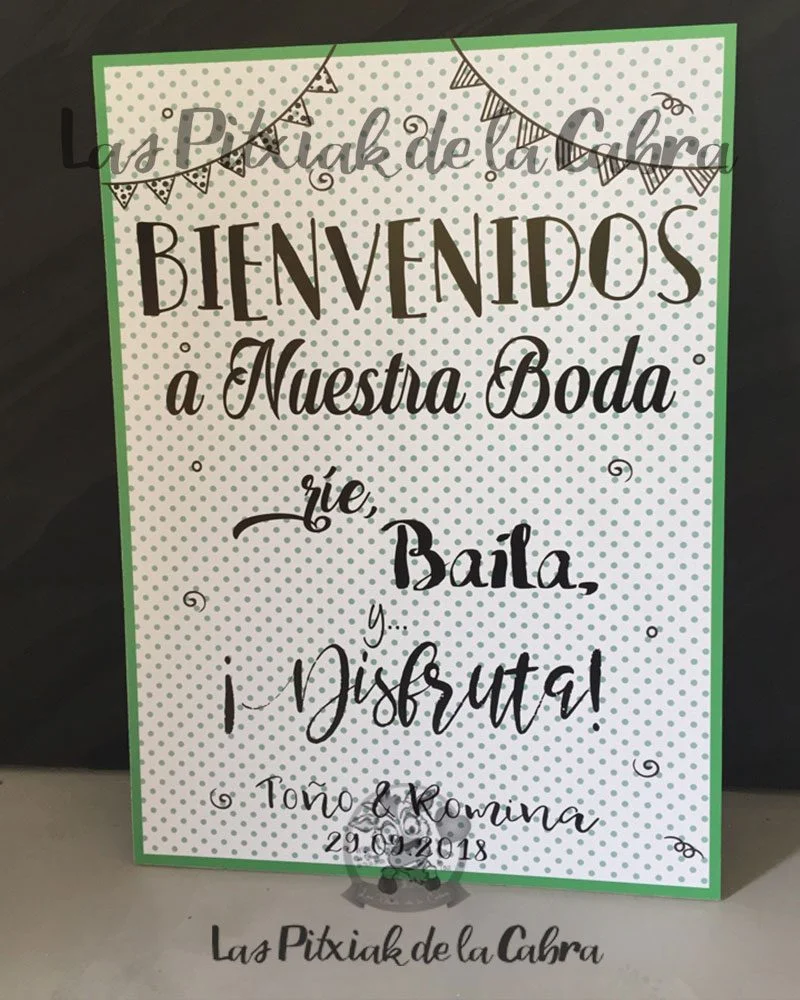 Las Pitxiak de la Cabra
BIENVENIDOS
a Nuestra Boda
ríe,
Baila,
y...
¡Disfruta!
Toño & Romina
29.09.2018
Las Pitxiak de la Cabra